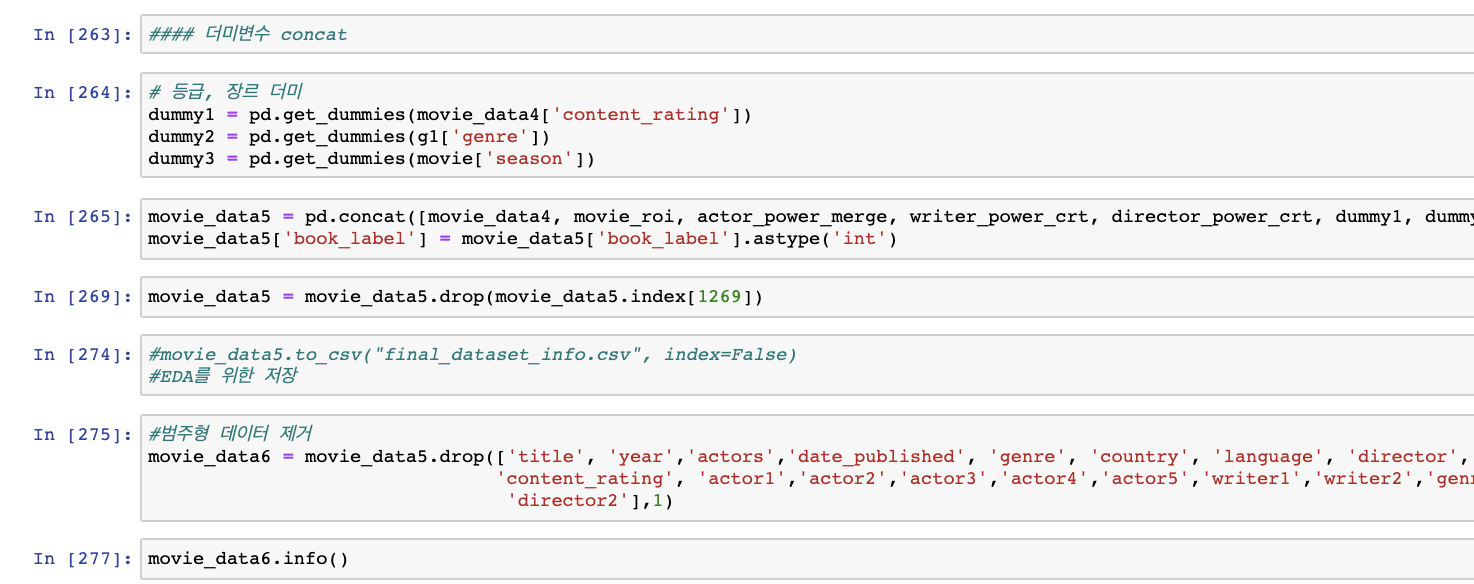 In [263]: #### 더미변수 concat
In [264]: # 등급, 장르 더미
dummy1 = pd.get_dummies(movie_data4['content_rating'])
dummy2 = pd.get_dummies(g1['genre'])
dummy3 = pd.get_dummies(movie['season'])
In [265]: movie_data5 = pd.concat([movie_data4, movie_roi, actor_power_merge, writer_power_crt, director_power_crt, dummy1,
movie_data5['book_label'] = movie_data5['book_label'].astype('int')
In [269]: movie_data5 = movie_data5.drop(movie_data5.index[1269])
In [274]: #movie_data5.to_csv("final_dataset_info.csv", index=False)
#EDA를 위한 저장
In [275]: #범주형 데이터 제거
movie_data6 = movie_data5.drop(['title', 'year','actors','date_published', 'genre', 'country', 'language', 'director',
'content_rating', 'actor1','actor2','actor3','actor4','actor5','writer1','writer2',
'director2'],1)
In [277]: movie_data6.info()